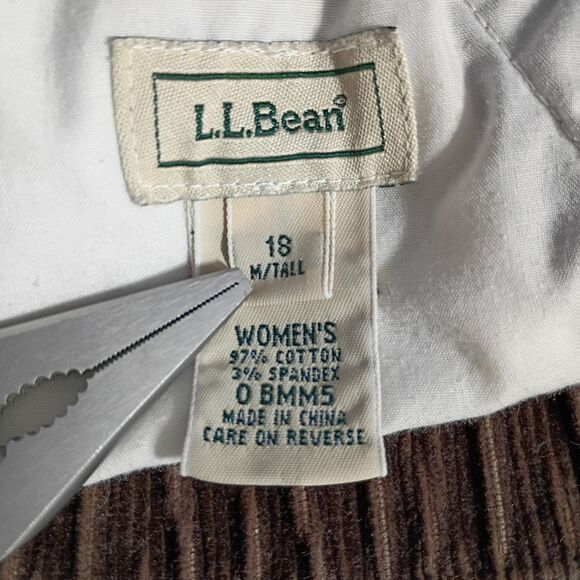 L.L.Bean®
18
M/TALL
WOMEN'S
97% COTTON
3% SPANDEX
0 BMM5
MADE IN CHINA
CARE ON REVERSE